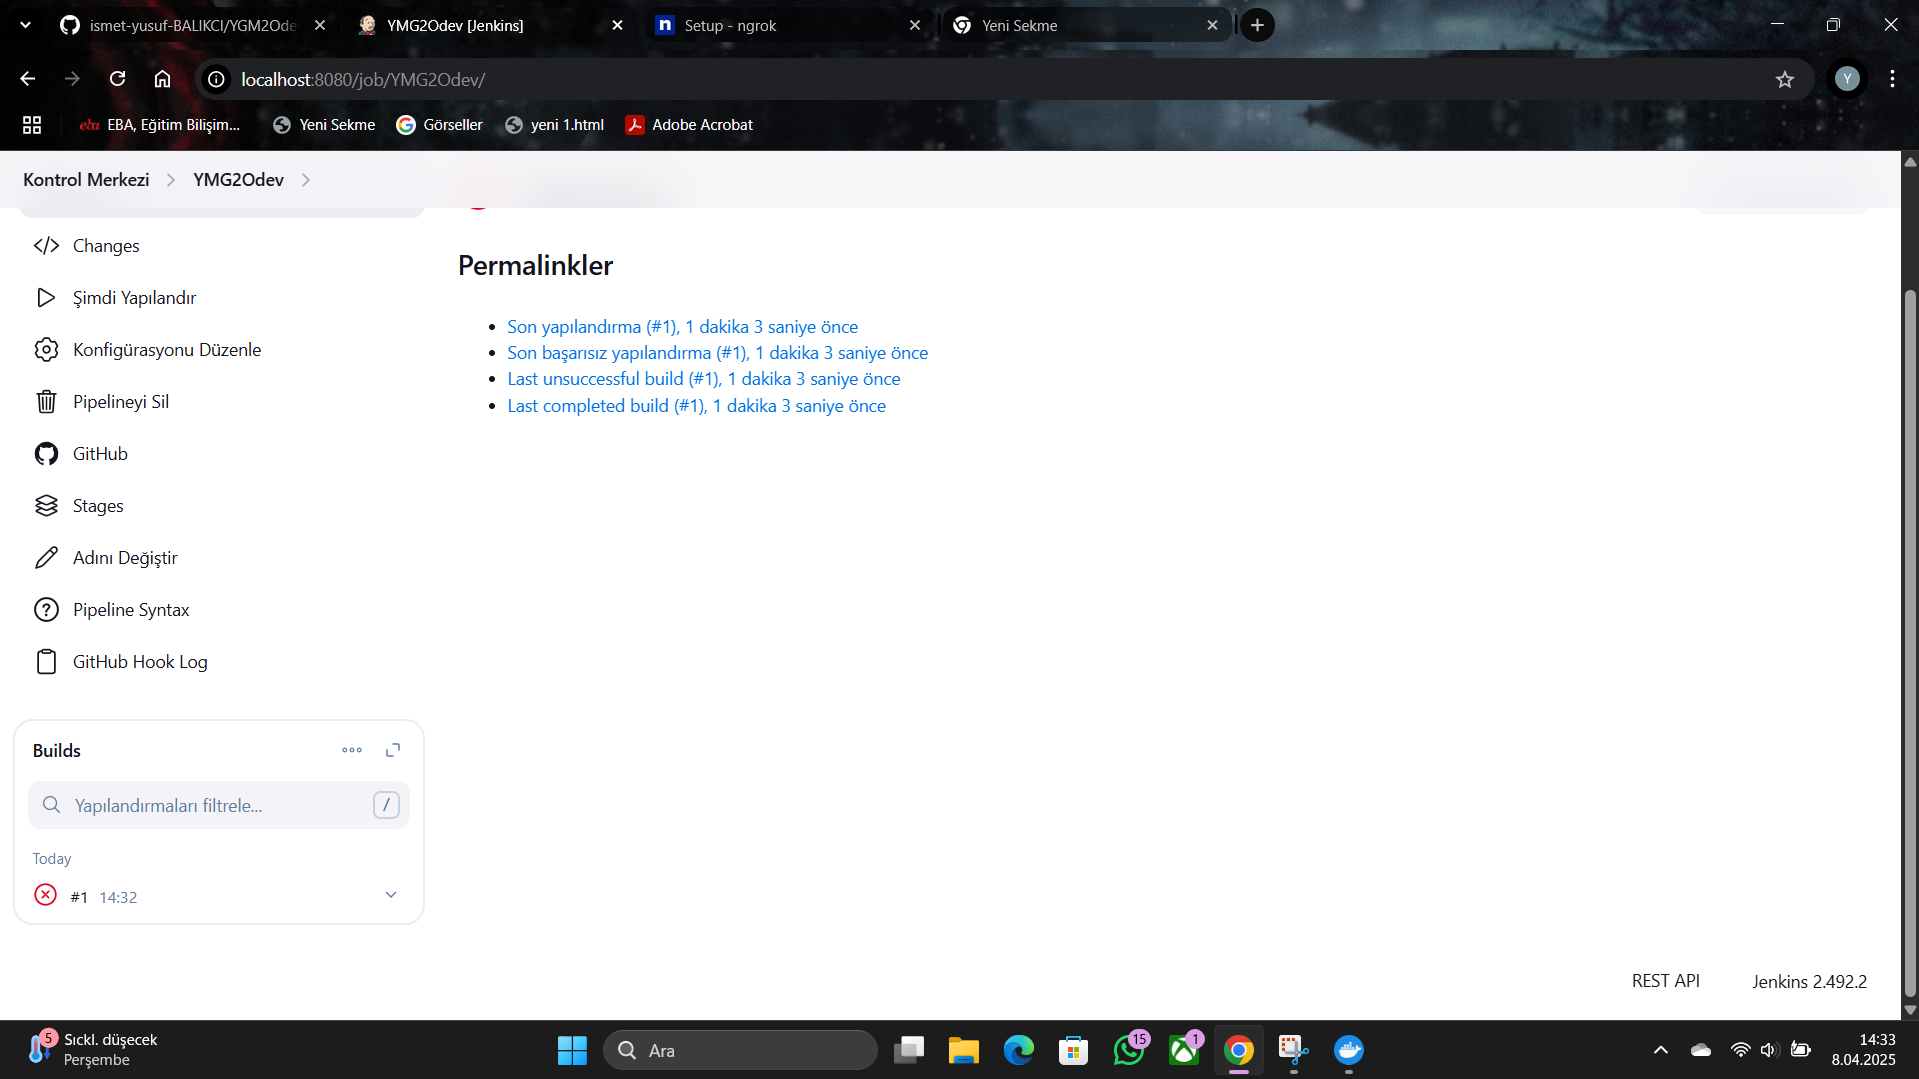 ismet-yusuf-BALIKCI/YGM2Ode
YMG2Odev [Jenkins]
n
Setup - ngrok
Yeni Sekme
localhost:8080/job/YMG2Odev/
Y
eba EBA, Eğitim Bilişim...
Yeni Sekme
Görseller
yeni 1.html
Adobe Acrobat
Kontrol Merkezi
YMG2Odev
Changes
Şimdi Yapılandır
Konfigürasyonu Düzenle
Pipelineyi Sil
GitHub
Stages
Adını Değiştir
Pipeline Syntax
GitHub Hook Log
Permalinkler
Son yapılandırma (#1), 1 dakika 3 saniye önce
Son başarısız yapılandırma (#1), 1 dakika 3 saniye önce
Last unsuccessful build (#1), 1 dakika 3 saniye önce
Last completed build (#1), 1 dakika 3 saniye önce
Builds
Yapılandırmaları filtrele...
/
Today
#1 14:32
REST API
Jenkins 2.492.2
5
Sıckl. düşecek
Perşembe
Ara
15
1
14:33
8.04.2025